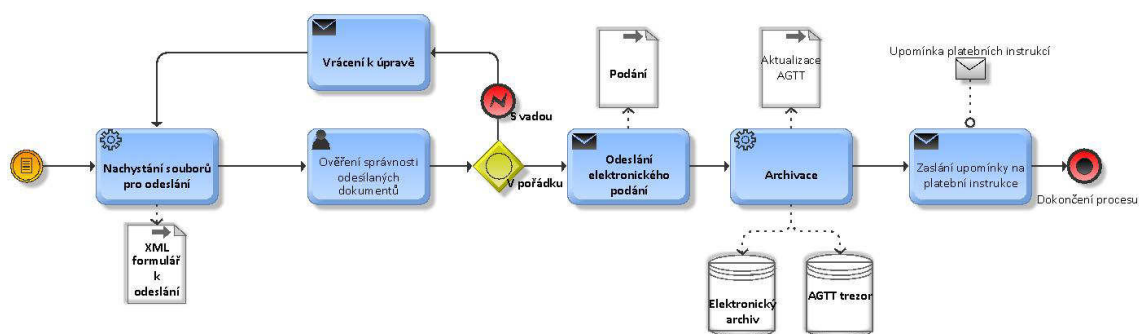 Vrácení k úpravě
S vadou
Podání
Aktualizace
AGTT
Upomínka platebních instrukcí
Nachystání souborů
pro odeslání
Ověření správnosti
odesílaných
dokumentů
V pořádku
Odeslání
elektronického
podání
Archivace
Zaslání upomínky na
platební instrukce
Dokončení procesu
XML
formulář
k
odeslání
Elektronický
archiv
AGTT trezor